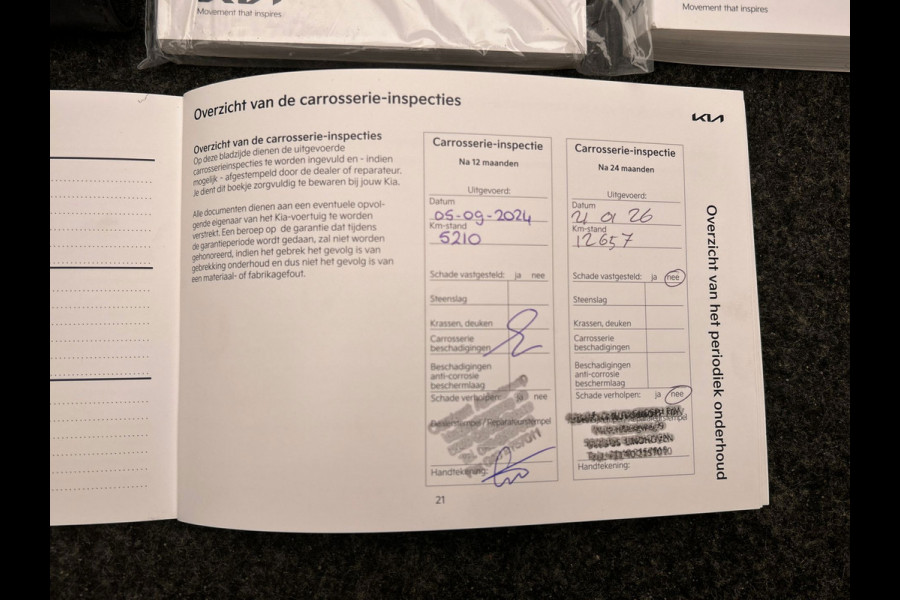 Movement that inspires
Movement that inspires
Overzicht van de carrosserie-inspecties
KIA
Overzicht van de carrosserie-inspecties
Op deze bladzijde dienen de uitgevoerde
carrosserieinspecties te worden ingevuld en - indien
mogelijk - afgestempeld door de dealer of reparateur.
Je dient dit boekje zorgvuldig te bewaren bij jouw Kia.
Alle documenten dienen aan een eventuele opvol-
gende eigenaar van het Kia-voertuig te worden
verstrekt. Een beroep op de garantie dat tijdens
de garantieperiode wordt gedaan, zal niet worden
gehonoreerd, indien het gebrek het gevolg is van
gebrekking onderhoud en dus niet het gevolg is van
een materiaal- of fabrikagefout.
Carrosserie-inspectie
Na 12 maanden
Uitgevoerd:
Datum
05-09-2024
Km-stand
5210
Schade vastgesteld: ja nee
Steenslag
Krassen, deuken
Carrosserie
beschadigingen
Beschadigingen
anti-corrosie
beschermlaag
Schade verholpen: ja nee
Dealerstempel / Reparatiestempel
Handtekening:
Carrosserie-inspectie
Na 24 maanden
Uitgevoerd:
Datum
21 01 26
Km-stand
12657
Schade vastgesteld: ja nee
Steenslag
Krassen, deuken
Carrosserie
beschadigingen
Beschadigingen
anti-corrosie
beschermlaag
Schade verholpen: ja nee
Handtekening:
21
Overzicht van het periodiek onderhoud